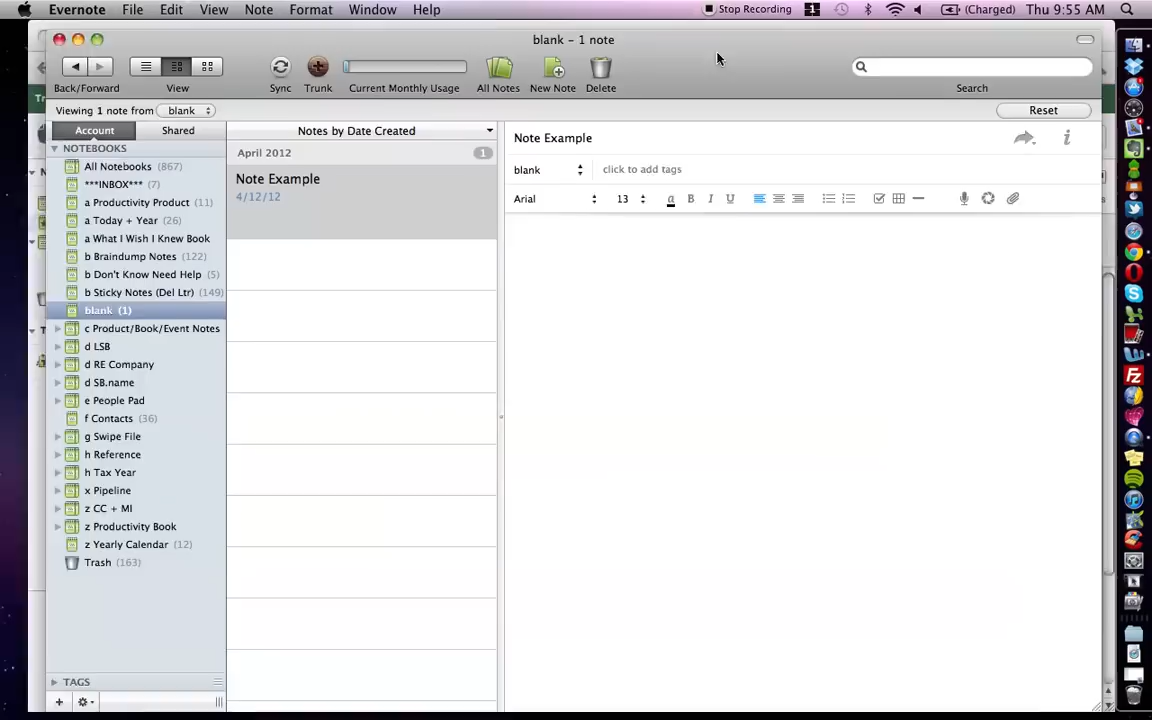 Evernote File Edit View Note Format Window Help Stop Recording 1 (Charged) Thu 9:55 AM
blank – 1 note
Back/Forward View Sync Trunk Current Monthly Usage All Notes New Note Delete Search
Viewing 1 note from blank Reset
Account Shared
NOTEBOOKS
All Notebooks (867)
***INBOX*** (7)
a Productivity Product (11)
a Today + Year (26)
a What I Wish I Knew Book
b Braindump Notes (122)
b Don't Know Need Help (5)
b Sticky Notes (Del Ltr) (149)
blank (1)
c Product/Book/Event Notes
d LSB
d RE Company
d SB.name
e People Pad
f Contacts (36)
g Swipe File
h Reference
h Tax Year
x Pipeline
z CC + MI
z Productivity Book
z Yearly Calendar (12)
Trash (163)
TAGS
Notes by Date Created
April 2012 1
Note Example
4/12/12
Note Example
blank click to add tags
Arial 13 a B I U